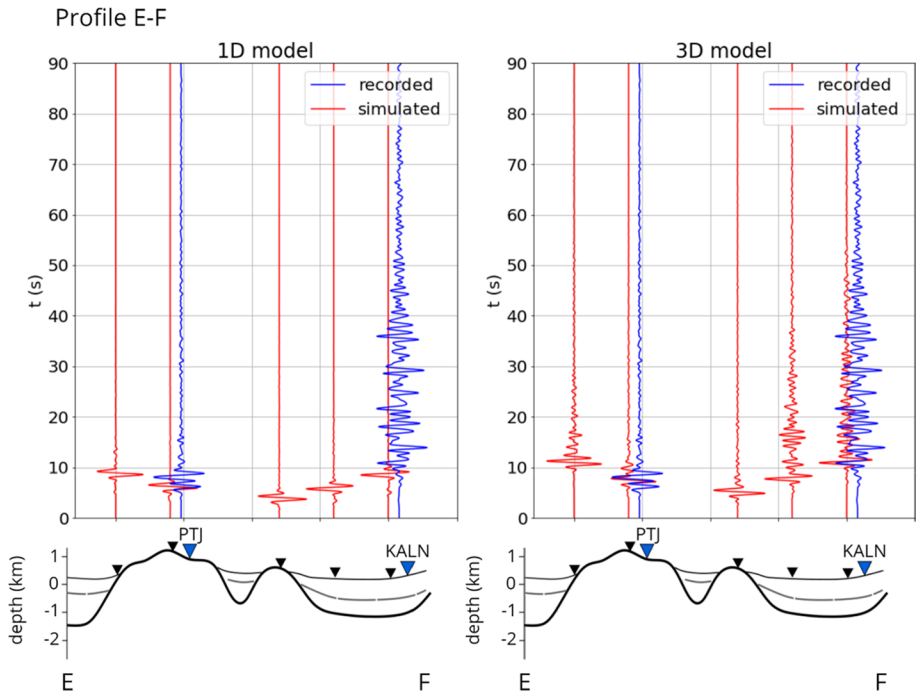 Profile E-F
1D model
3D model
90
80
70
60
50
40
30
20
10
0
t (s)
recorded
simulated
90
80
70
60
50
40
30
20
10
0
t (s)
recorded
simulated
PTJ
KALN
1
0
-1
-2
depth (km)
E
F
PTJ
KALN
1
0
-1
-2
depth (km)
E
F